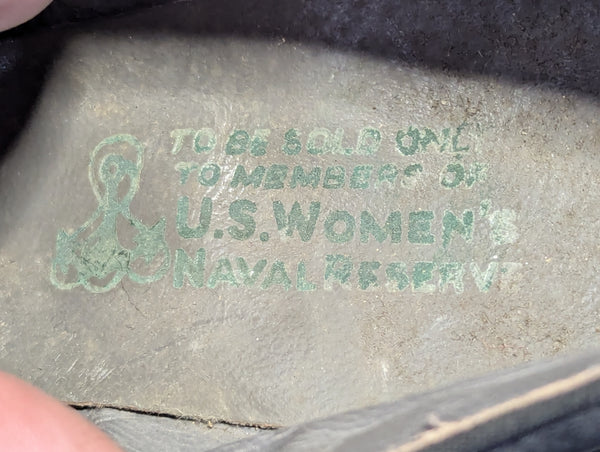 TO BE SOLD ONLY
TO MEMBERS OF
U.S. WOMEN'S
NAVAL RESERVE